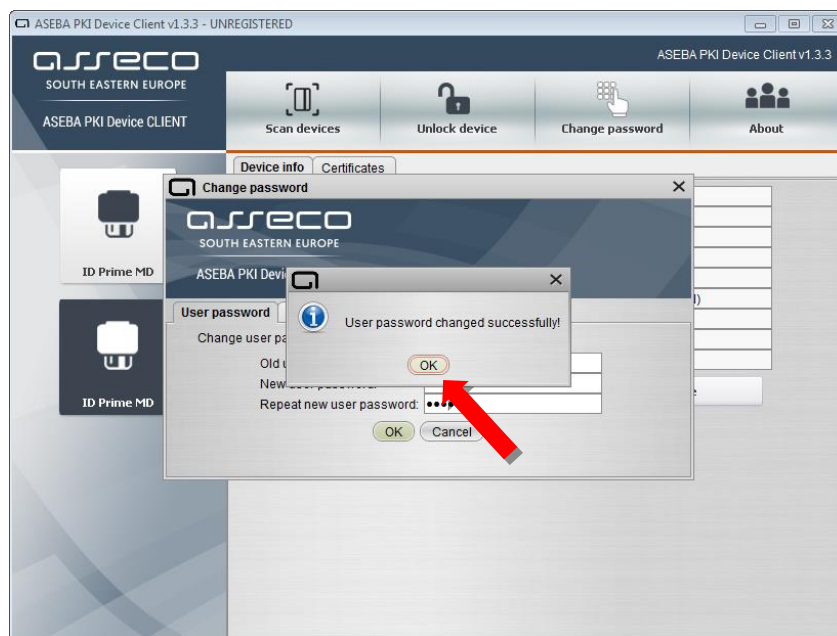 ASEBA PKI Device Client v1.3.3 - UNREGISTERED
asseco
SOUTH EASTERN EUROPE
ASEBA PKI Device CLIENT
ASEBA PKI Device Client v1.3.3
Scan devices
Unlock device
Change password
About
Device info
Certificates
ID Prime MD
ID Prime MD
Change password
asseco
SOUTH EASTERN EUROPE
ASEBA PKI
User password
Change user
Old
New
Repeat new user password:
OK
Cancel
User password changed successfully!
OK